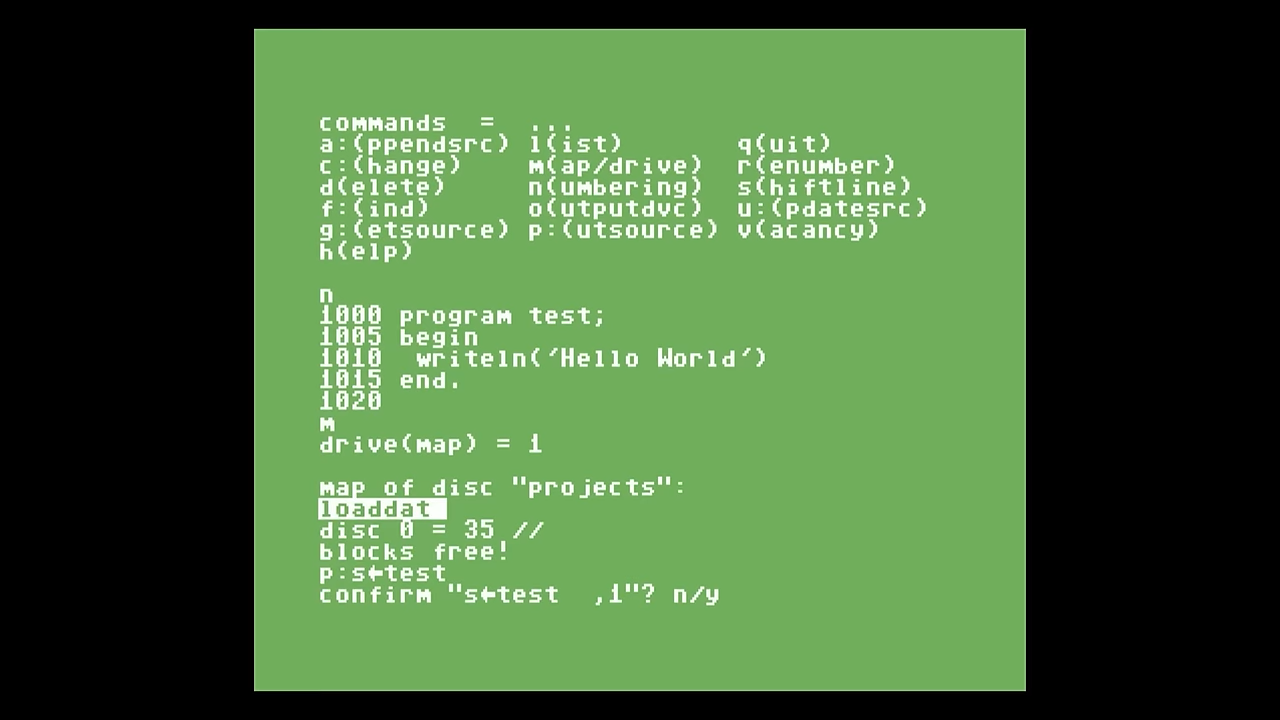 commands  =  ...
a:(ppendsrc) l(ist)       q(uit)
c:(hange)    m(ap/drive)  r(enumber)
d(elete)     n(umbering)  s(hiftline)
f:(ind)      o(utputdvc)  u:(pdatesrc)
g:(etsource) p:(utsource) v(acancy)
h(elp)
n
1000 program test;
1005 begin
1010  writeln('Hello World')
1015 end.
1020
m
drive(map) = 1
map of disc "projects":
loaddat
disc 0 = 35 //
blocks free!
p:s←test
confirm "s←test  ,1"? n/y